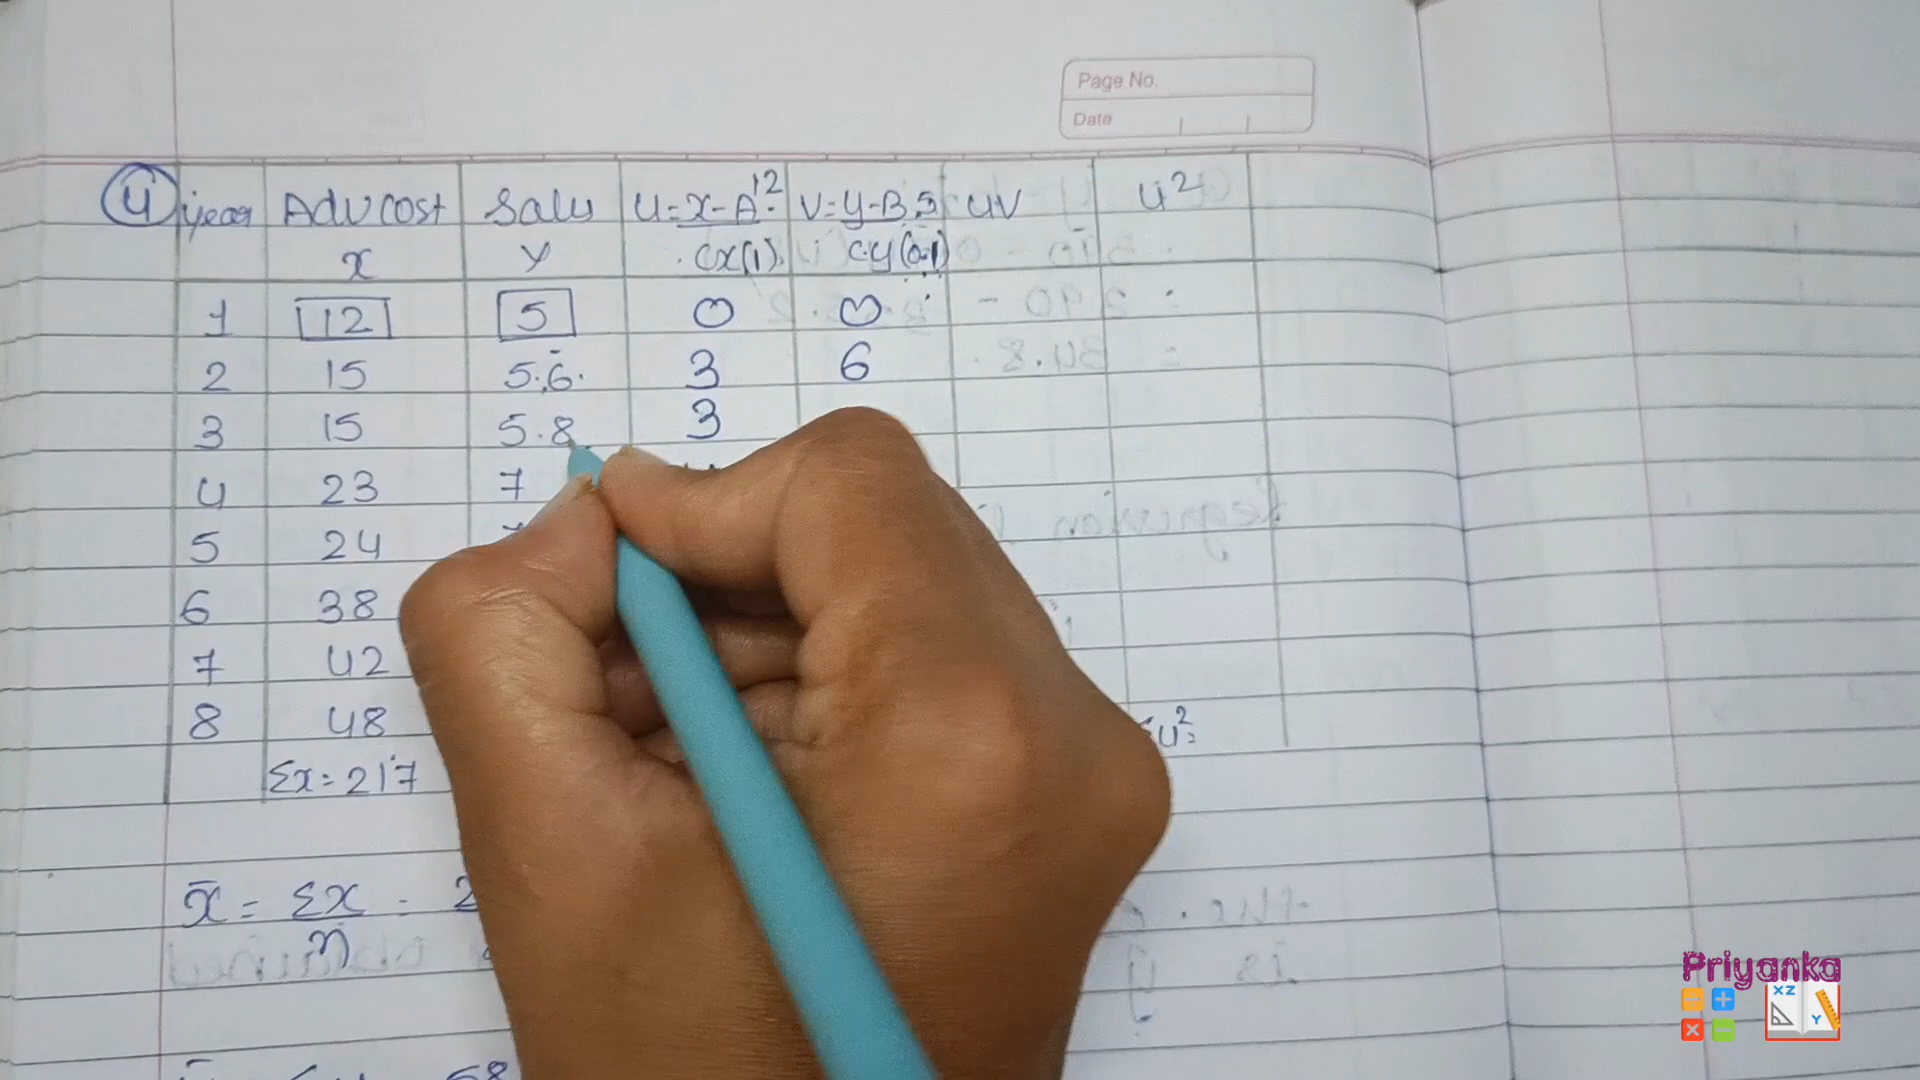 Page No.
Date
4 year Adv cost Sales U=x-A 12 V=y-B 5 uv u²
x y cx(1) cy(0.1)
1 12 5 0 0
2 15 5.6 3 6
3 15 5.8 3
4 23 7
5 24
6 38
7 42
8 48
u²=
Σx=217
x̄ = Σx = 2
n
Priyanka